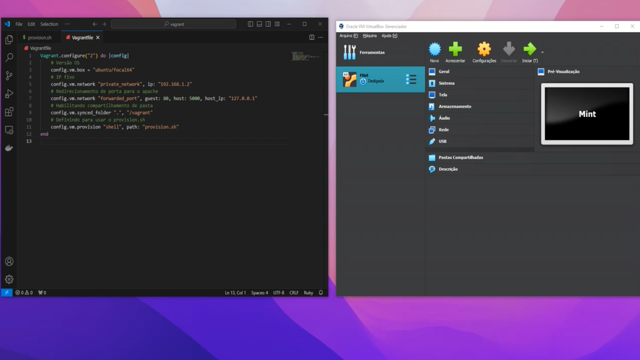 File Edit Selection ··· vagrant
provision.sh Vagrantfile
Vagrantfile
1 Vagrant.configure("2") do |config|
2 # Versão OS
3 config.vm.box = "ubuntu/focal64"
4 # IP fixo
5 config.vm.network "private_network", ip: "192.168.1.2"
6 # Redirecionamento de porta para o apache
7 config.vm.network "forwarded_port", guest: 80, host: 5000, host_ip: "127.0.0.1"
8 # Habilitando compartilhamento de pasta
9 config.vm.synced_folder ".", "/vagrant"
10 # Definindo para usar o provision.sh
11 config.vm.provision "shell", path: "provision.sh"
12 end
13
0 0 0 Ln 13, Col 1 Spaces: 4 UTF-8 CRLF Ruby
Oracle VM VirtualBox Gerenciador
Arquivo Máquina Ajuda
Ferramentas
Novo Acrescentar Configurações Descartar Iniciar (T)
Mint
Desligada
Geral
Sistema
Tela
Armazenamento
Áudio
Rede
USB
Pastas Compartilhadas
Descrição
Pré-Visualização
Mint